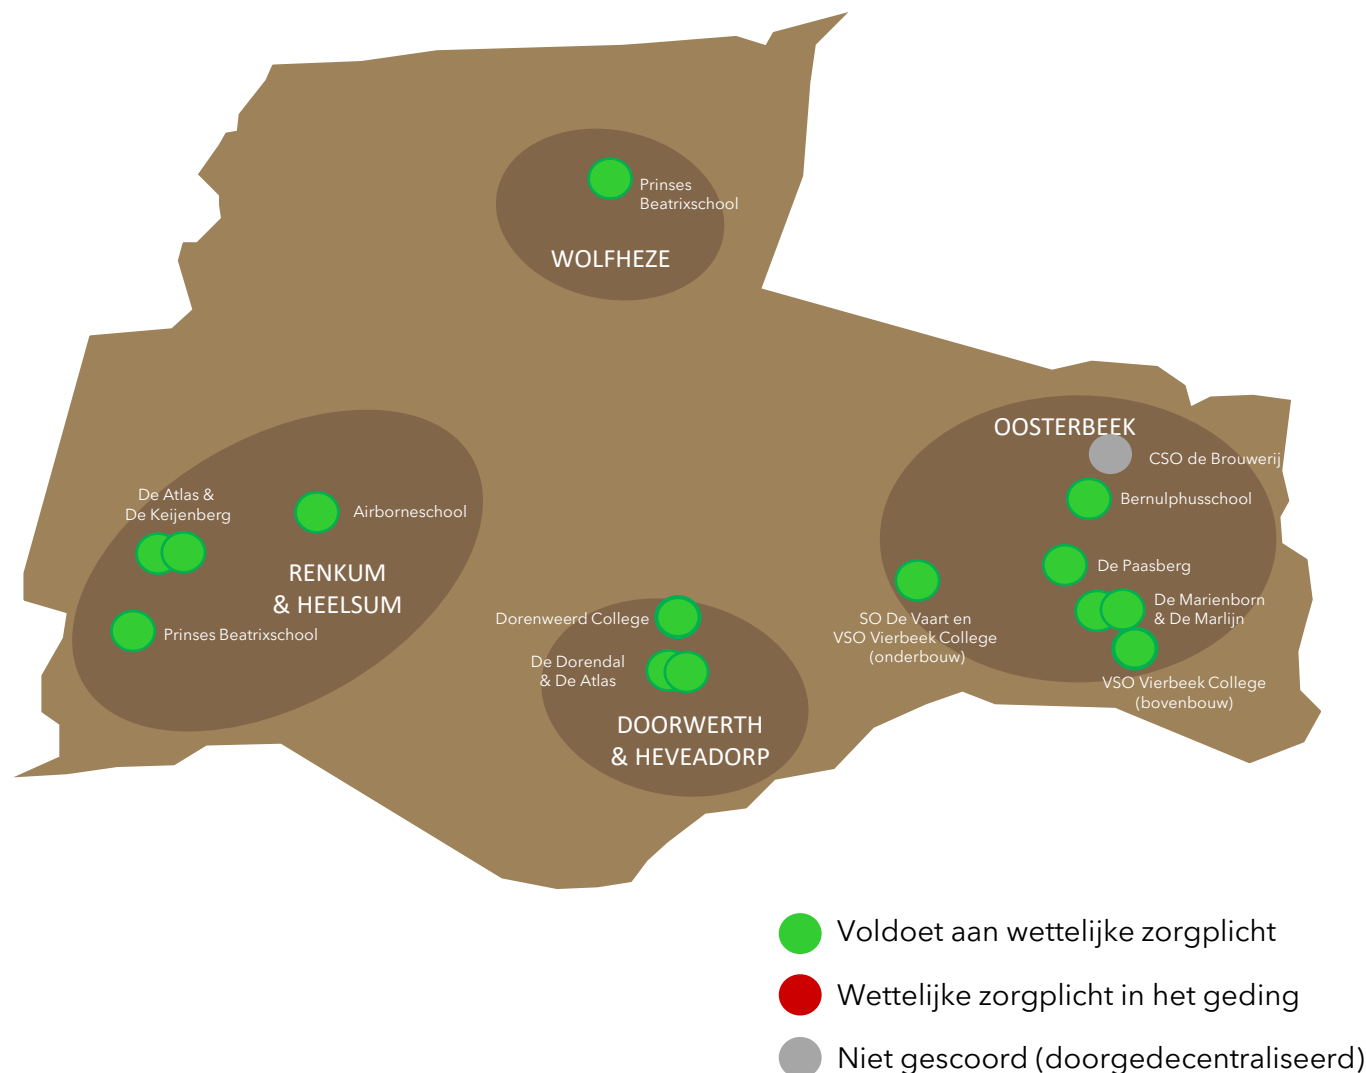 Prinses
Beatrixschool
WOLFHEZE
OOSTERBEEK
CSO de Brouwerij
Bernulphusschool
De Paasberg
De Marienborn
& De Marlijn
SO De Vaart en
VSO Vierbeek College
(onderbouw)
VSO Vierbeek College
(bovenbouw)
De Atlas &
De Keijenberg
Airborneschool
RENKUM
& HEELSUM
Prinses Beatrixschool
Dorenweerd College
De Dorendal
& De Atlas
DOORWERTH
& HEVEADORP
Voldoet aan wettelijke zorgplicht
Wettelijke zorgplicht in het geding
Niet gescoord (doorgedecentraliseerd)